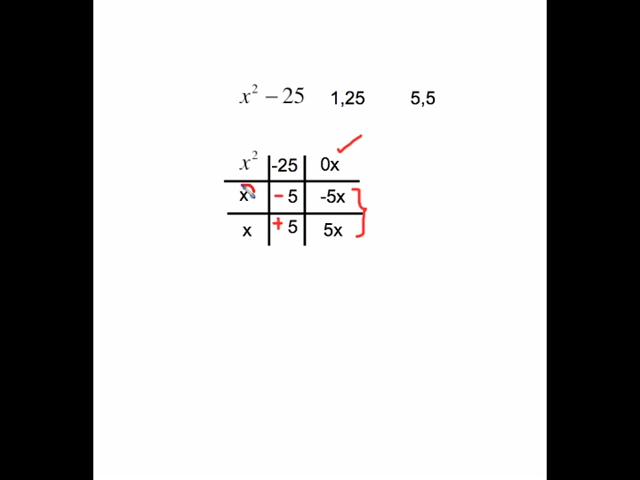 x² − 25 1,25 5,5
x² -25 0x
x - 5 -5x
x + 5 5x